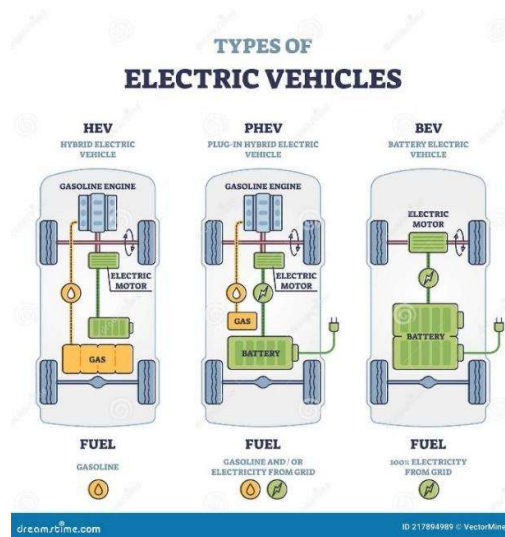 TYPES OF
ELECTRIC VEHICLES
HEV
HYBRID ELECTRIC
VEHICLE
GASOLINE ENGINE
ELECTRIC
MOTOR
GAS
FUEL
GASOLINE
PHEV
PLUG-IN HYBRID ELECTRIC
VEHICLE
GASOLINE ENGINE
ELECTRIC
MOTOR
GAS
BATTERY
FUEL
GASOLINE AND / OR
ELECTRICITY FROM GRID
BEV
BATTERY ELECTRIC
VEHICLE
ELECTRIC
MOTOR
BATTERY
FUEL
100% ELECTRICITY
FROM GRID
dreamstime.com
ID 217894989 © VectorMine